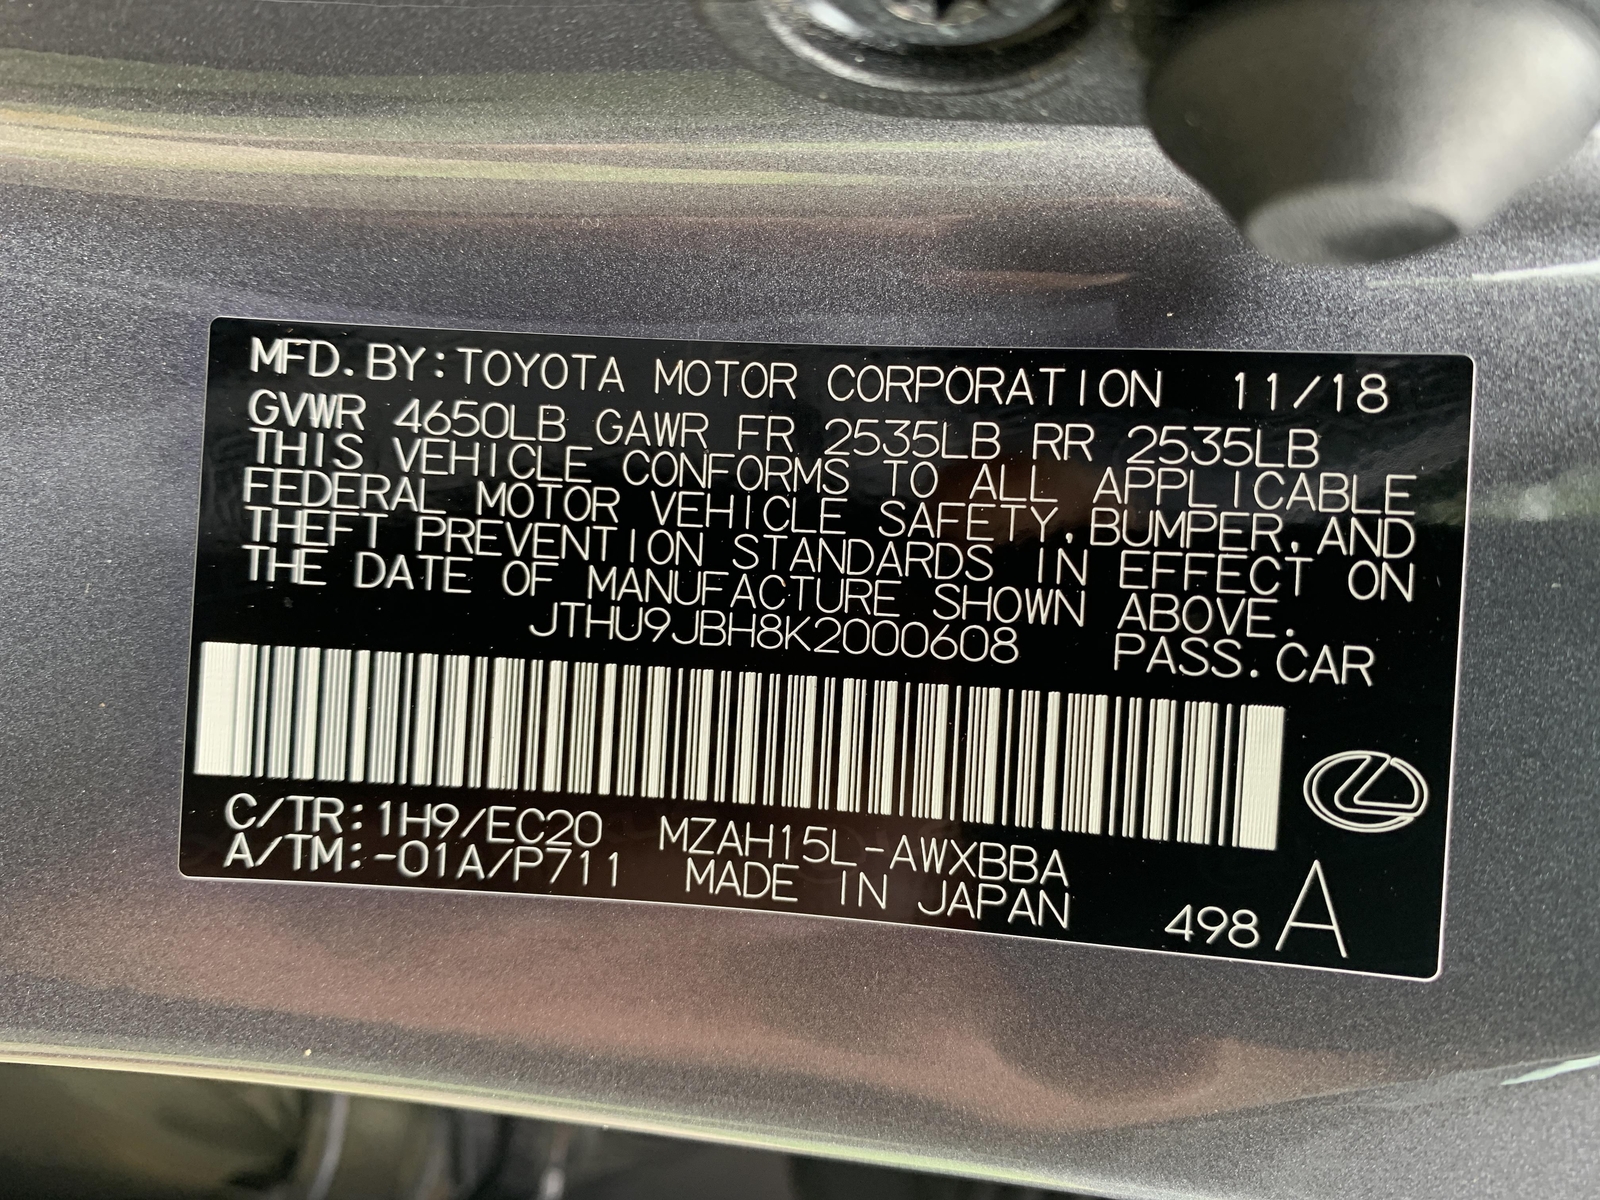 MFD.BY:TOYOTA MOTOR CORPORATION 11/18
GVWR 4650LB GAWR FR 2535LB RR 2535LB
THIS VEHICLE CONFORMS TO ALL APPLICABLE
FEDERAL MOTOR VEHICLE SAFETY,BUMPER,AND
THEFT PREVENTION STANDARDS IN EFFECT ON
THE DATE OF MANUFACTURE SHOWN ABOVE.
JTHU9JBH8K2000608 PASS.CAR
C/TR:1H9/EC20 MZAH15L-AWXBBA
A/TM:-01A/P711 MADE IN JAPAN 498 A